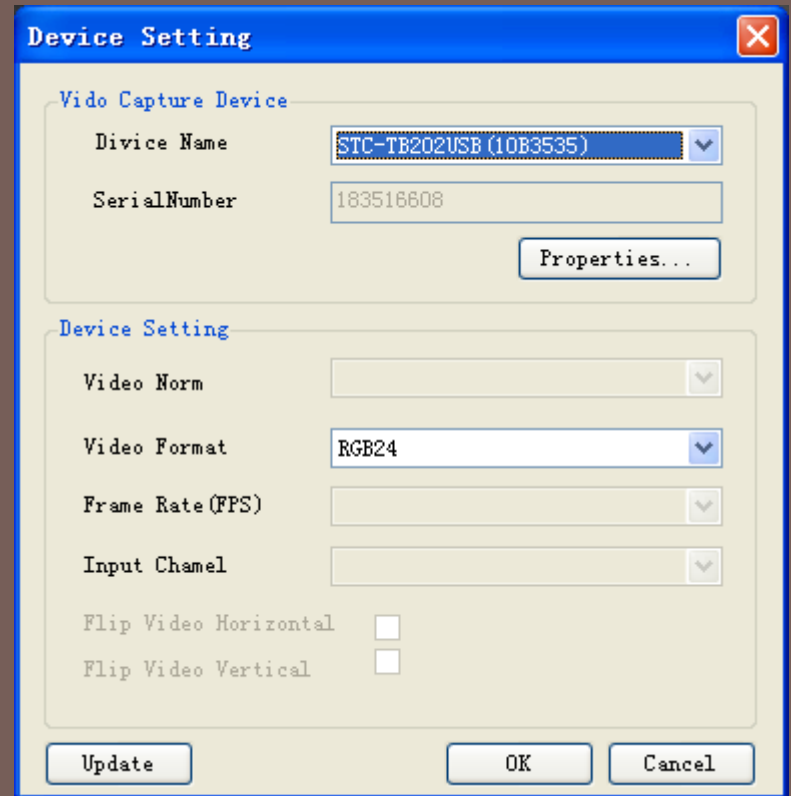 Device Setting
Vido Capture Device
Divice Name STC-TB202USB(10B3535)
SerialNumber 183516608
Properties...
Device Setting
Video Norm
Video Format RGB24
Frame Rate(FPS)
Input Chamel
Flip Video Horizontal
Flip Video Vertical
Update OK Cancel